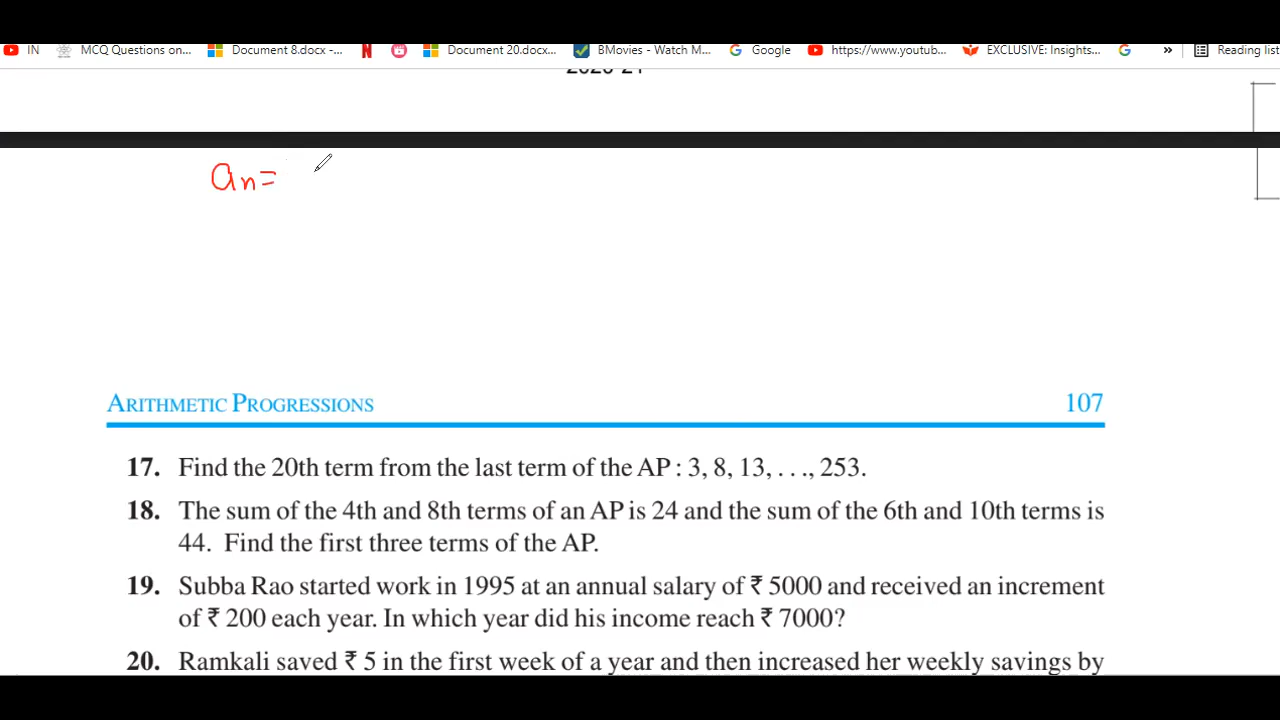 IN MCQ Questions on... Document 8.docx -... Document 20.docx... BMovies - Watch M... Google https://www.youtub... EXCLUSIVE: Insights... » Reading list
an=
ARITHMETIC PROGRESSIONS 107
17. Find the 20th term from the last term of the AP : 3, 8, 13, . . ., 253.
18. The sum of the 4th and 8th terms of an AP is 24 and the sum of the 6th and 10th terms is
44. Find the first three terms of the AP.
19. Subba Rao started work in 1995 at an annual salary of ₹ 5000 and received an increment
of ₹ 200 each year. In which year did his income reach ₹ 7000?
20. Ramkali saved ₹ 5 in the first week of a year and then increased her weekly savings by